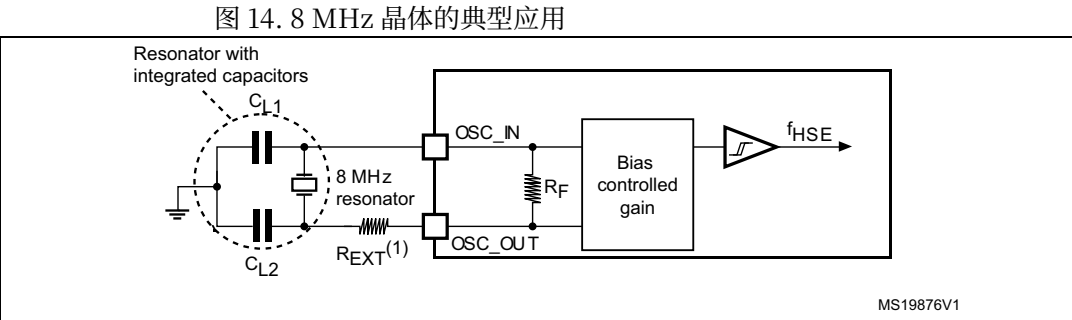 图 14. 8 MHz 晶体的典型应用
Resonator with
integrated capacitors
CL1
OSC_IN
fHSE
8 MHz
resonator
RF
Bias
controlled
gain
REXT(1)
OSC_OUT
CL2
MS19876V1